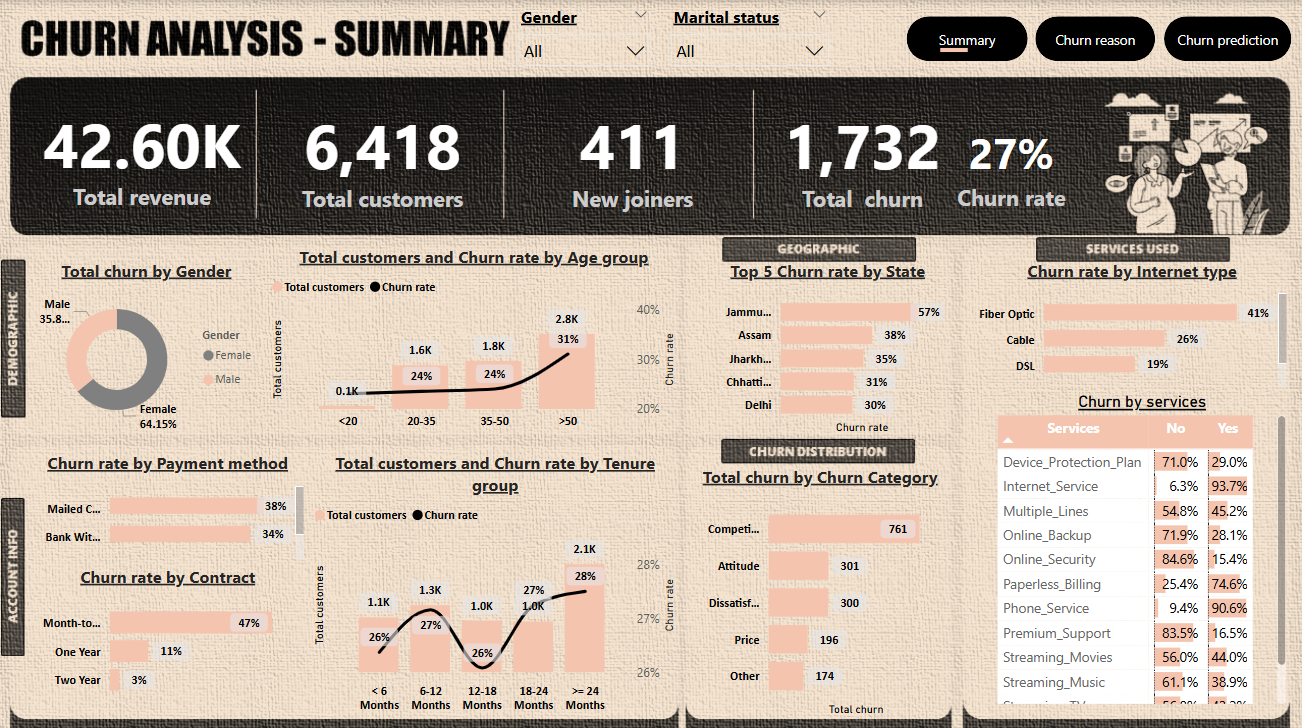 CHURN ANALYSIS - SUMMARY
Gender
All
Marital status
All
Summary
Churn reason
Churn prediction
42.60K
Total revenue
6,418
Total customers
411
New joiners
1,732
Total churn
27%
Churn rate
DEMOGRAPHIC
Total churn by Gender
Male
35.8...
Female
64.15%
Gender
Female
Male
Total customers and Churn rate by Age group
Total customers
Churn rate
Total customers
0.1K
1.6K
24%
1.8K
24%
2.8K
31%
40%
30%
20%
Churn rate
<20
20-35
35-50
>50
GEOGRAPHIC
Top 5 Churn rate by State
Jammu...
57%
Assam
38%
Jharkh...
35%
Chhatti...
31%
Delhi
30%
Churn rate
SERVICES USED
Churn rate by Internet type
Fiber Optic
41%
Cable
26%
DSL
19%
Churn by services
Services No Yes
Device_Protection_Plan 71.0% 29.0%
Internet_Service 6.3% 93.7%
Multiple_Lines 54.8% 45.2%
Online_Backup 71.9% 28.1%
Online_Security 84.6% 15.4%
Paperless_Billing 25.4% 74.6%
Phone_Service 9.4% 90.6%
Premium_Support 83.5% 16.5%
Streaming_Movies 56.0% 44.0%
Streaming_Music 61.1% 38.9%
ACCOUNT INFO
Churn rate by Payment method
Mailed C...
38%
Bank Wit...
34%
Churn rate by Contract
Month-to...
47%
One Year
11%
Two Year
3%
Total customers and Churn rate by Tenure
group
Total customers
Churn rate
Total customers
1.1K
26%
1.3K
27%
1.0K
26%
27%
1.0K
2.1K
28%
28%
27%
26%
Churn rate
< 6
Months
6-12
Months
12-18
Months
18-24
Months
>= 24
Months
CHURN DISTRIBUTION
Total churn by Churn Category
Competi...
761
Attitude
301
Dissatisf...
300
Price
196
Other
174
Total churn